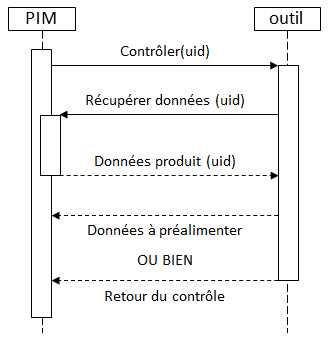 PIM
outil
Contrôler(uid)
Récupérer données (uid)
Données produit (uid)
Données à préalimenter
OU BIEN
Retour du contrôle